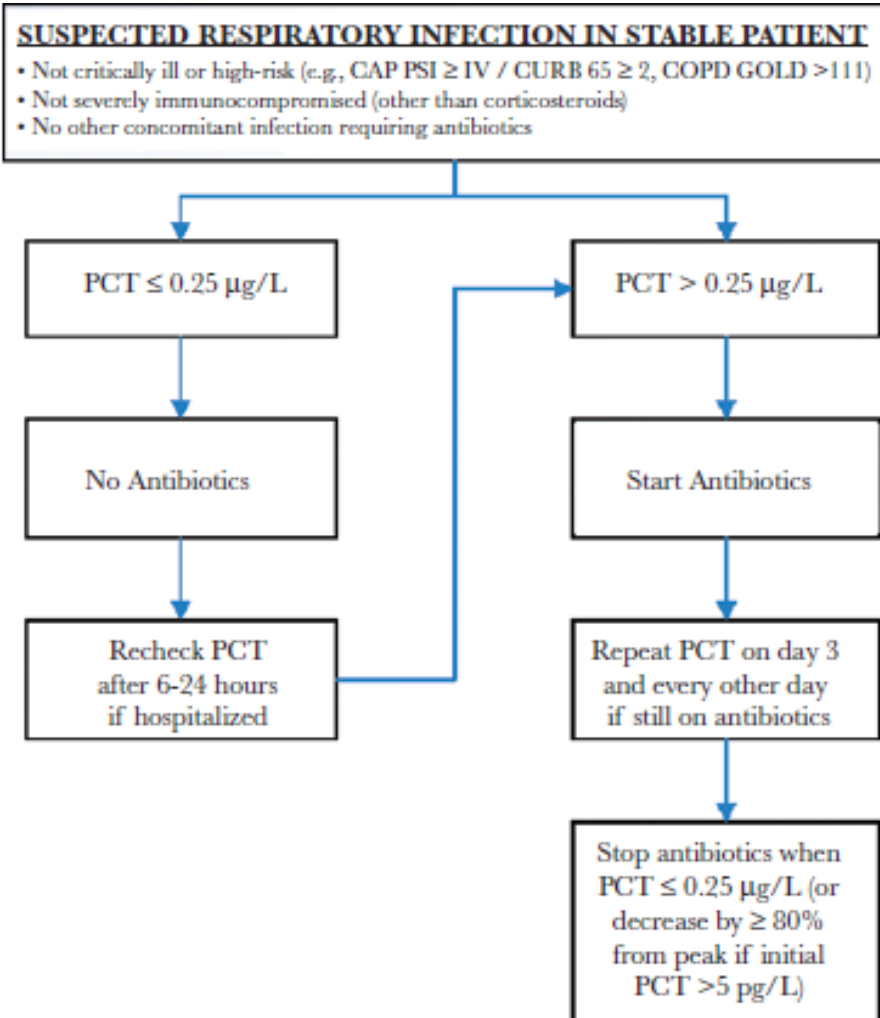 SUSPECTED RESPIRATORY INFECTION IN STABLE PATIENT
• Not critically ill or high-risk (e.g., CAP PSI ≥ IV / CURB 65 ≥ 2, COPD GOLD >111)
• Not severely immunocompromised (other than corticosteroids)
• No other concomitant infection requiring antibiotics
PCT ≤ 0.25 µg/L
No Antibiotics
Recheck PCT
after 6-24 hours
if hospitalized
PCT > 0.25 µg/L
Start Antibiotics
Repeat PCT on day 3
and every other day
if still on antibiotics
Stop antibiotics when
PCT ≤ 0.25 µg/L (or
decrease by ≥ 80%
from peak if initial
PCT >5 pg/L)